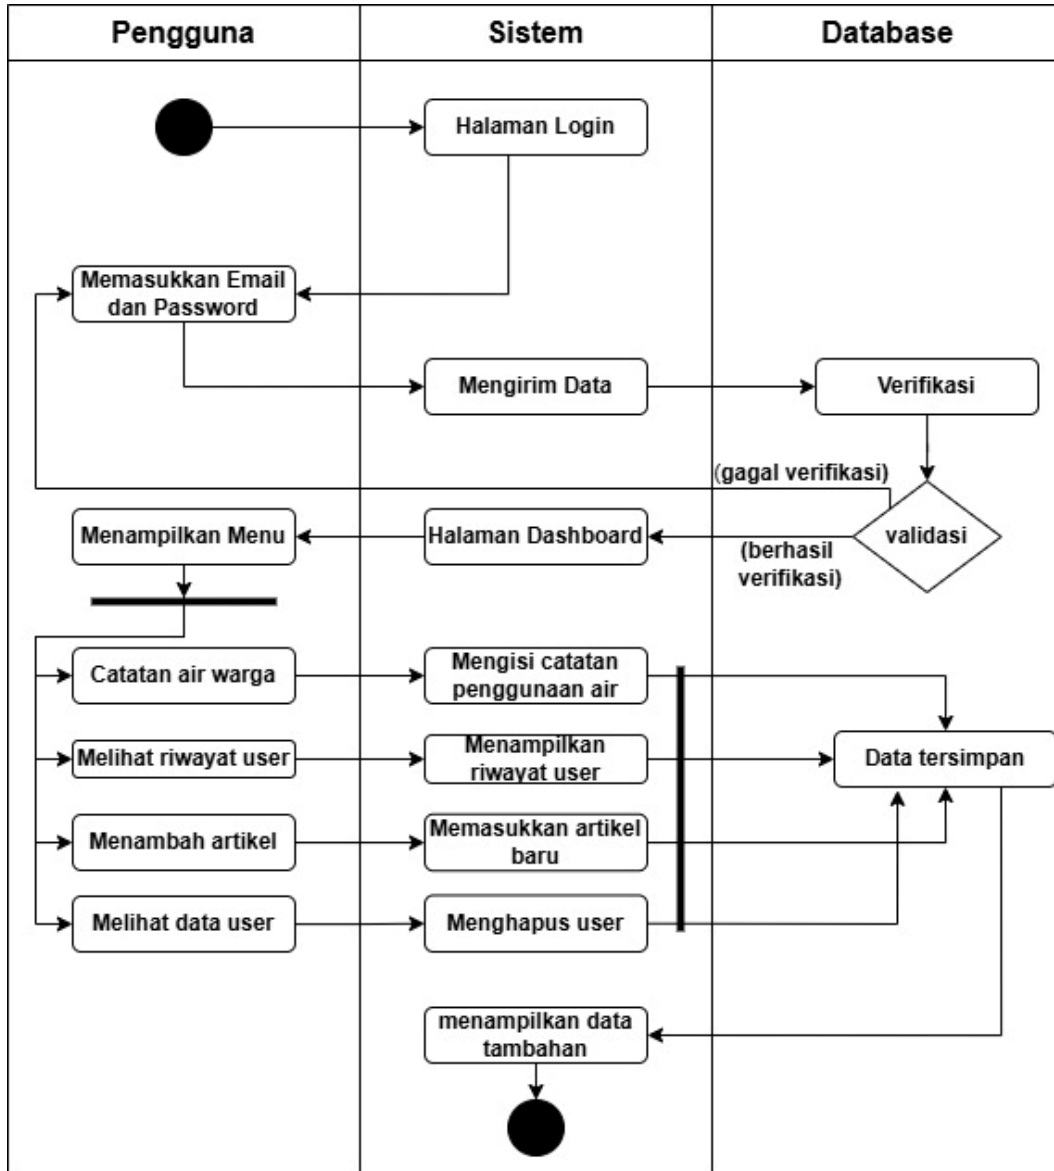 Pengguna
Sistem
Database
Halaman Login
Memasukkan Email
dan Password
Mengirim Data
Verifikasi
(gagal verifikasi)
validasi
(berhasil
verifikasi)
Halaman Dashboard
Menampilkan Menu
Catatan air warga
Mengisi catatan
penggunaan air
Melihat riwayat user
Menampilkan
riwayat user
Data tersimpan
Menambah artikel
Memasukkan artikel
baru
Melihat data user
Menghapus user
menampilkan data
tambahan